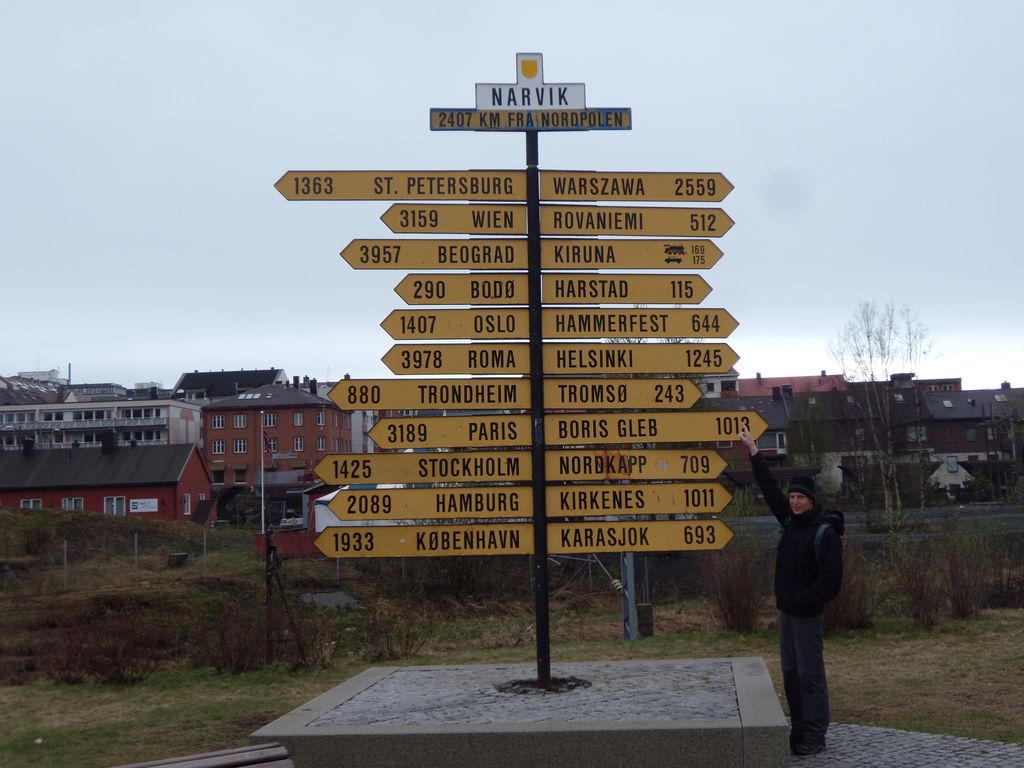 NARVIK
2407 KM FRA NORDPOLEN
1363 ST. PETERSBURG
WARSZAWA 2559
3159 WIEN
ROVANIEMI 512
3957 BEOGRAD
KIRUNA 169
175
290 BODØ
HARSTAD 115
1407 OSLO
HAMMERFEST 644
3978 ROMA
HELSINKI 1245
880 TRONDHEIM
TROMSØ 243
3189 PARIS
BORIS GLEB 1013
1425 STOCKHOLM
NORDKAPP 709
2089 HAMBURG
KIRKENES 1011
1933 KØBENHAVN
KARASJOK 693